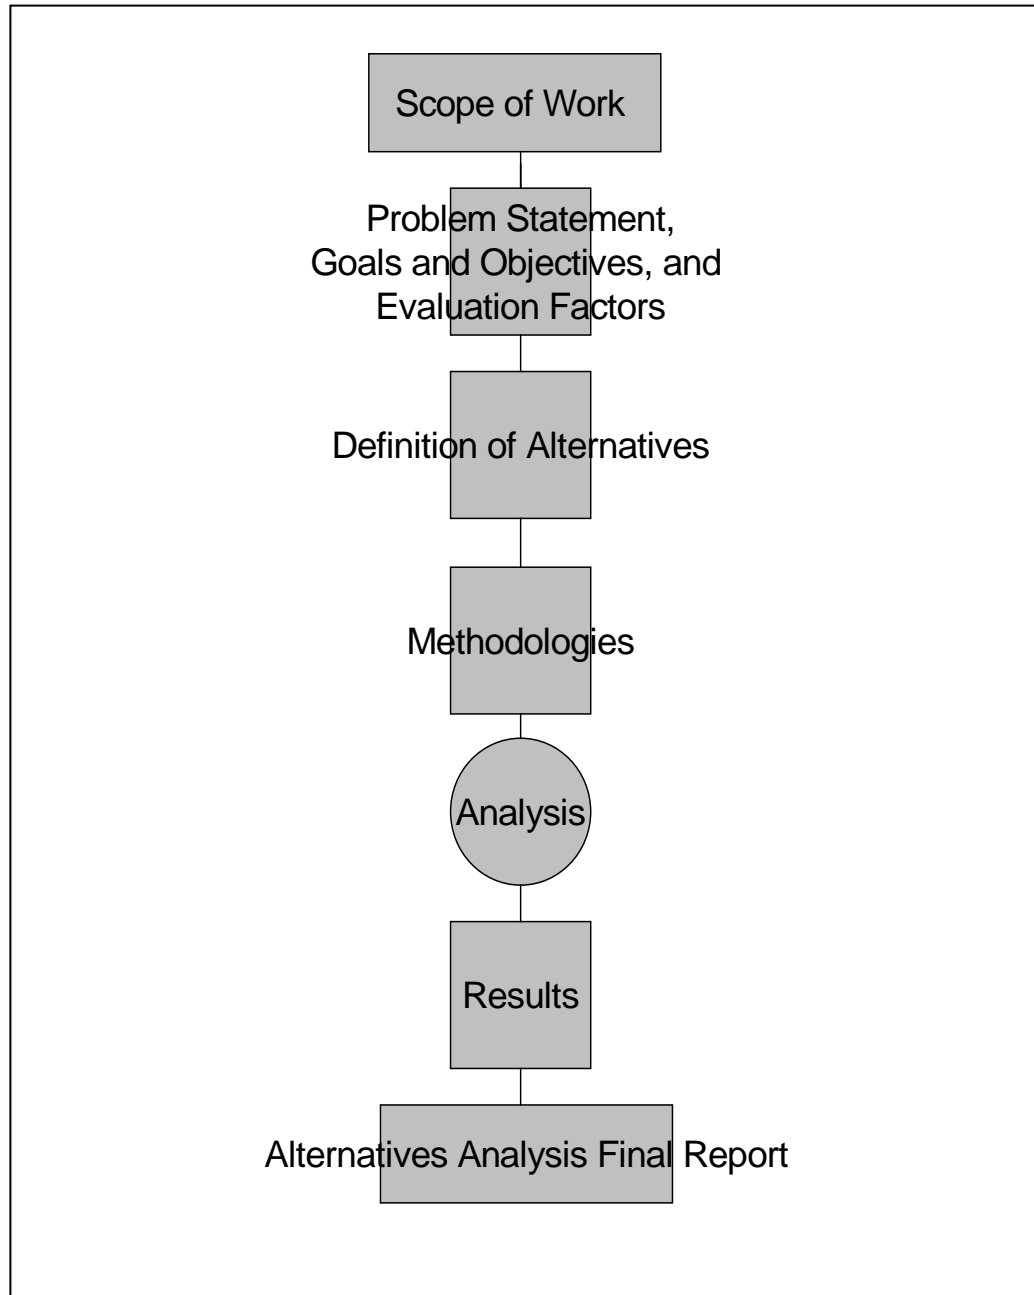 Scope of Work
Problem Statement,
Goals and Objectives, and
Evaluation Factors
Definition of Alternatives
Methodologies
Analysis
Results
Alternatives Analysis Final Report